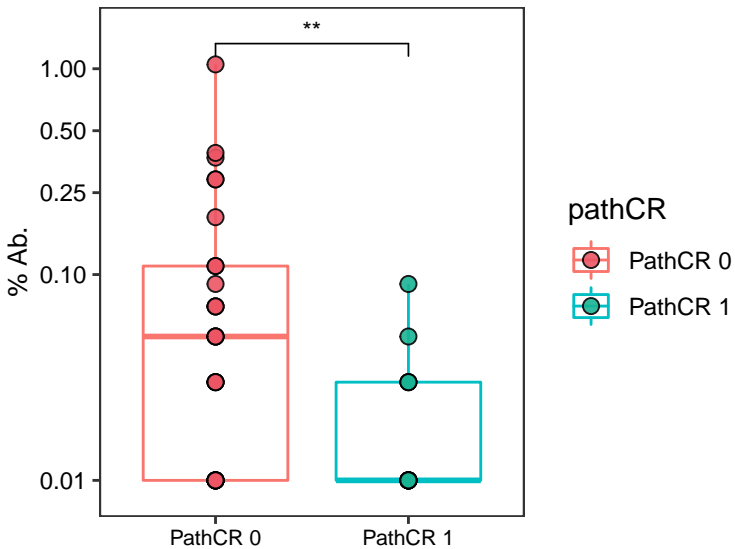 **
1.00
0.50
0.25
0.10
0.01
% Ab.
PathCR 0
PathCR 1
pathCR
PathCR 0
PathCR 1